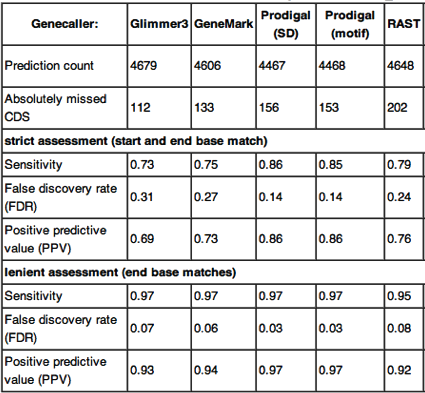 Genecaller: Glimmer3 GeneMark Prodigal (SD) Prodigal (motif) RAST
Prediction count 4679 4606 4467 4468 4648
Absolutely missed CDS 112 133 156 153 202
strict assessment (start and end base match)
Sensitivity 0.73 0.75 0.86 0.85 0.79
False discovery rate (FDR) 0.31 0.27 0.14 0.14 0.24
Positive predictive value (PPV) 0.69 0.73 0.86 0.86 0.76
lenient assessment (end base matches)
Sensitivity 0.97 0.97 0.97 0.97 0.95
False discovery rate (FDR) 0.07 0.06 0.03 0.03 0.08
Positive predictive value (PPV) 0.93 0.94 0.97 0.97 0.92